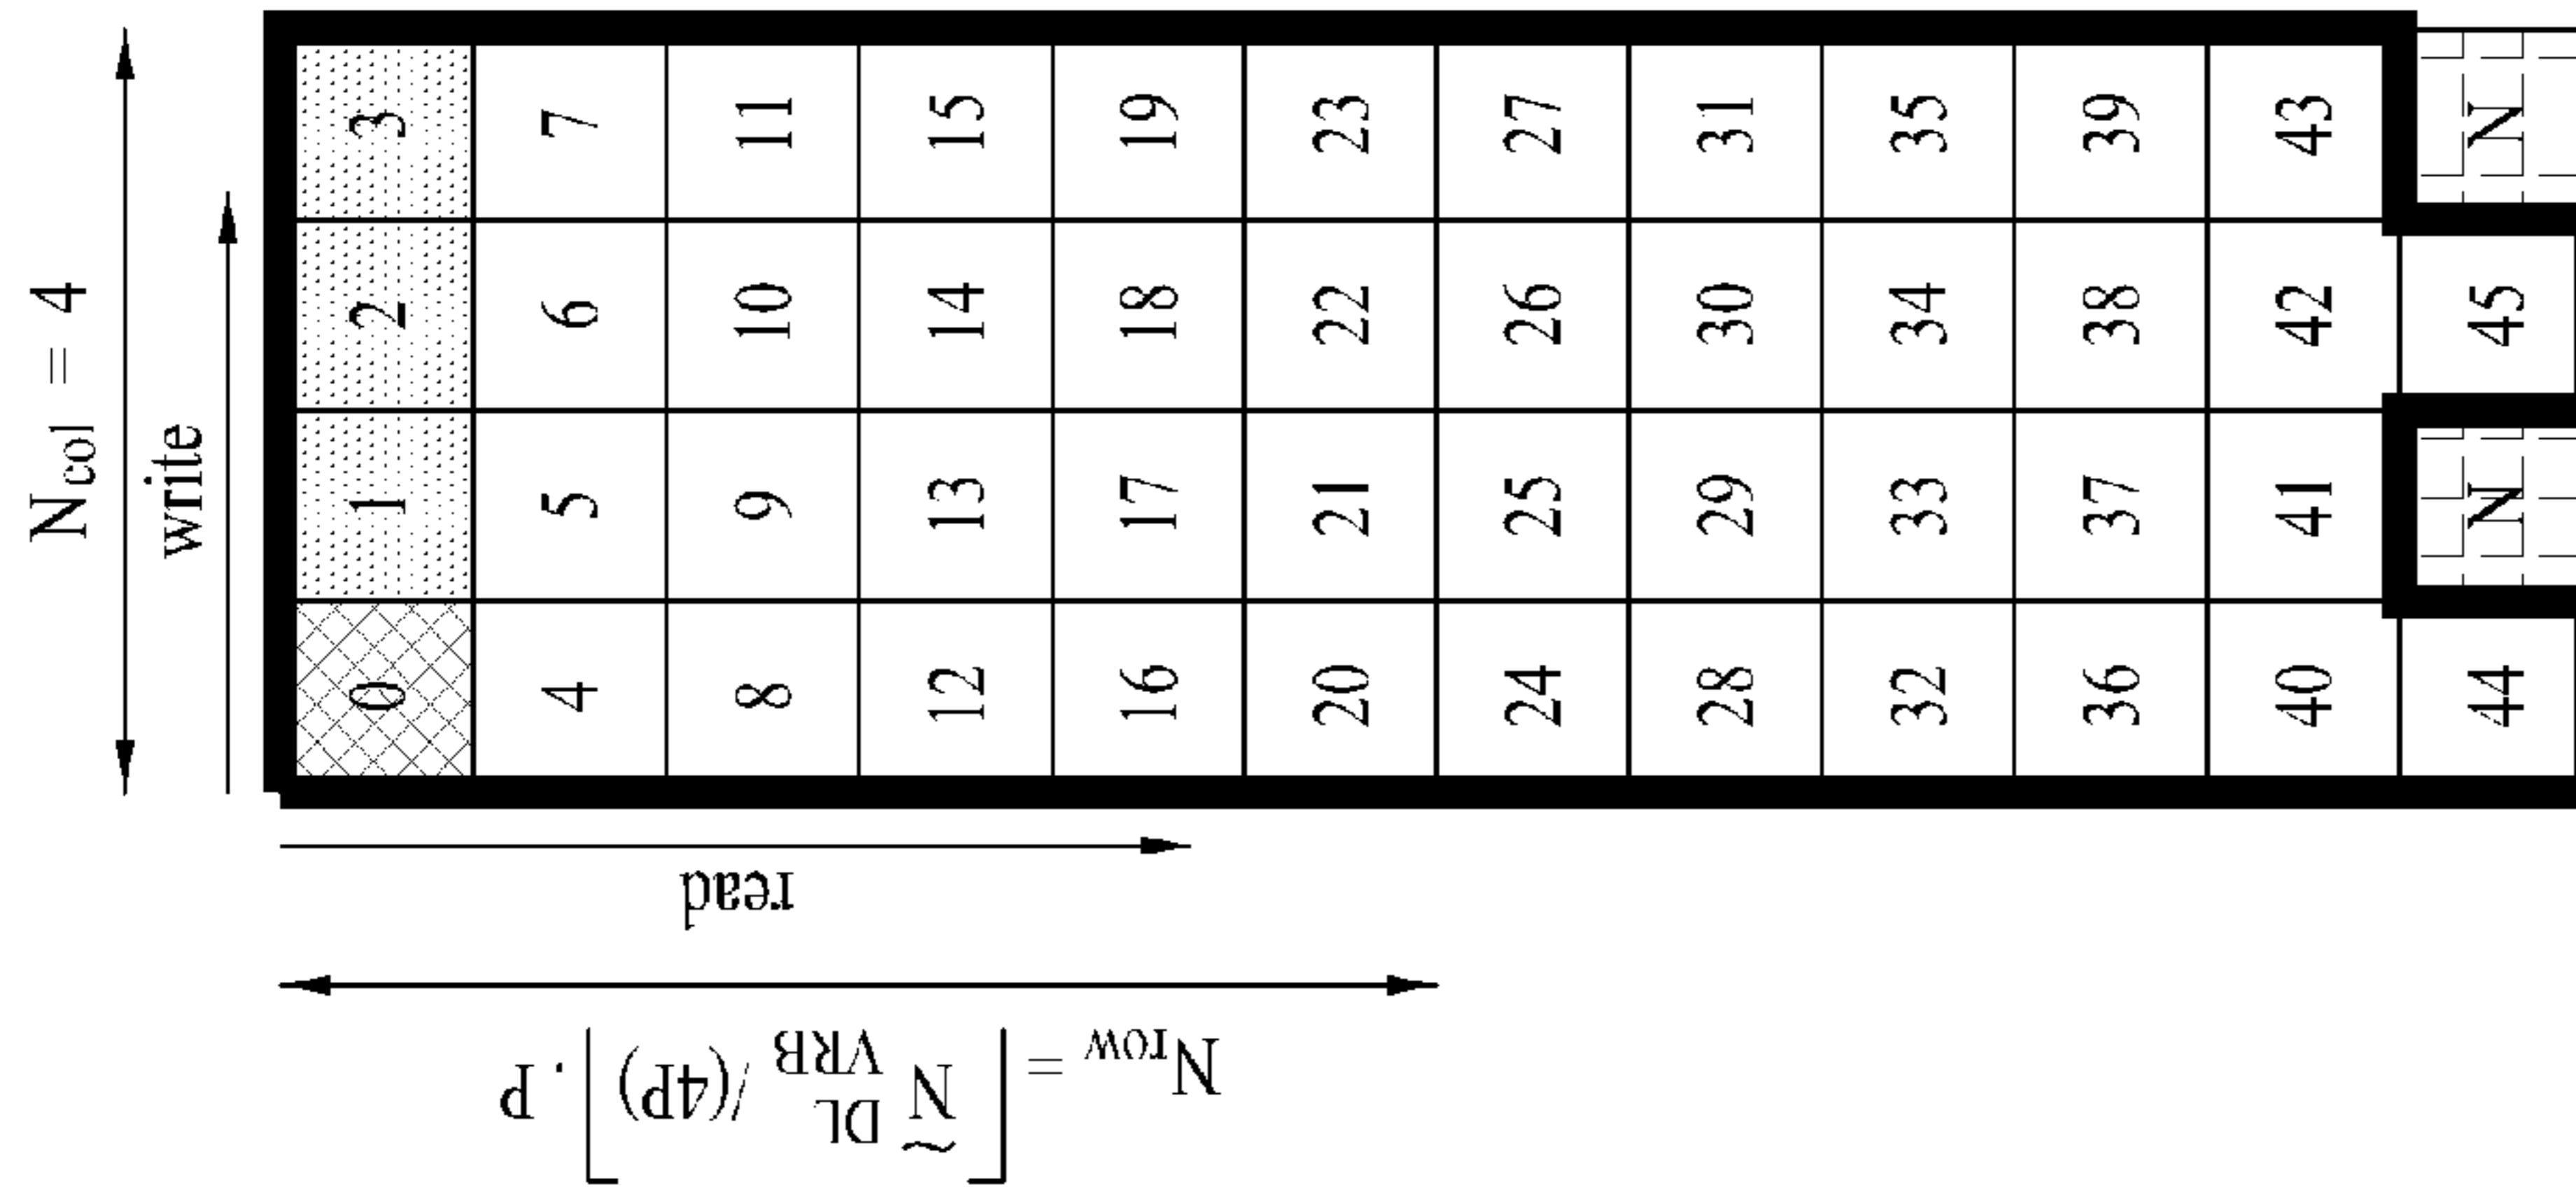 N_col = 4
write
0 1 2 3
4 5 6 7
8 9 10 11
12 13 14 15
16 17 18 19
20 21 22 23
24 25 26 27
28 29 30 31
32 33 34 35
36 37 38 39
40 41 42 43
44 N 45 N
read
N_row = ⌈Ñ^DL_VRB/(4P)⌉ · P